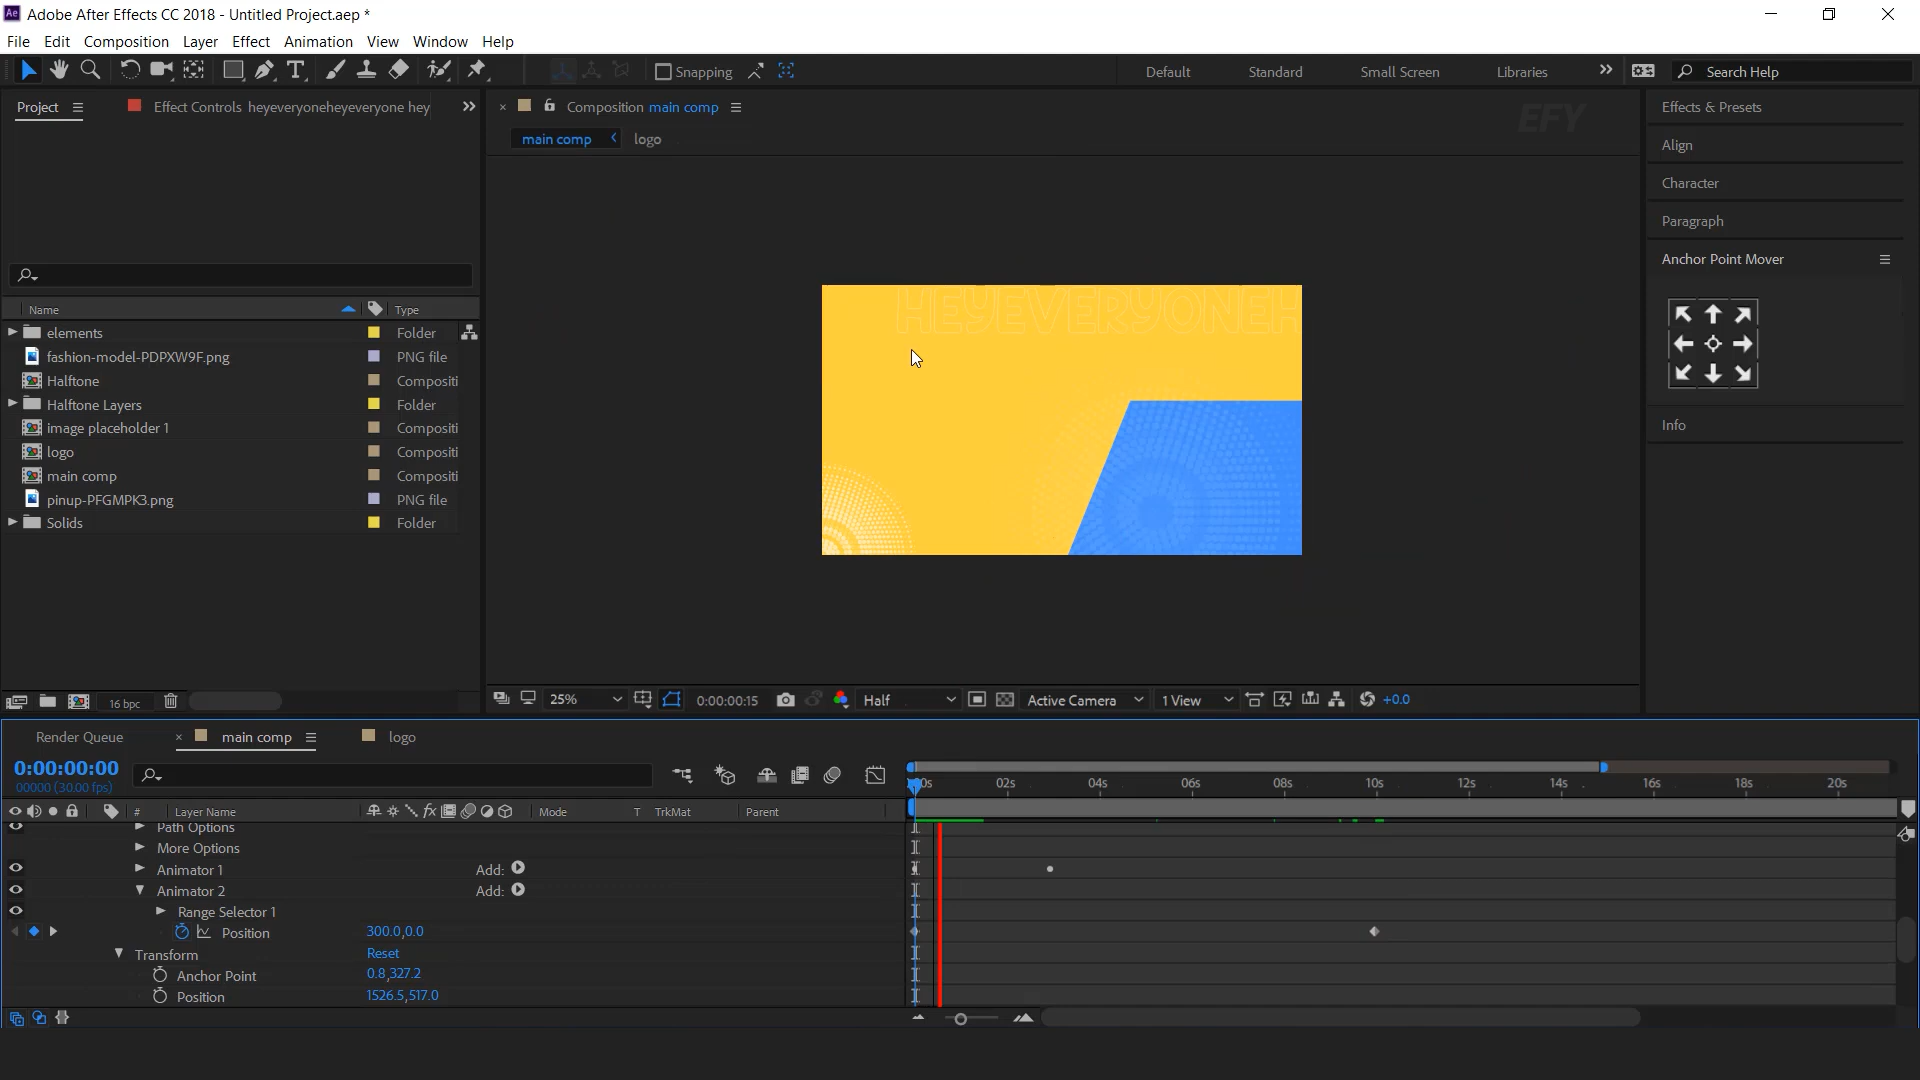 Ae Adobe After Effects CC 2018 - Untitled Project.aep *
File Edit Composition Layer Effect Animation View Window Help
Snapping Default Standard Small Screen Libraries Search Help
Project Effect Controls heyeveryoneheyeveryone hey
Composition main comp
EFY
main comp logo
Effects & Presets
Align
Character
Paragraph
Anchor Point Mover
Info
HEYEVERYONEH
Name Type
elements Folder
fashion-model-PDPXW9F.png PNG file
Halftone Compositi
Halftone Layers Folder
image placeholder 1 Compositi
logo Compositi
main comp Compositi
pinup-PFGMPK3.png PNG file
Solids Folder
16 bpc
25% 0:00:00:15 Half Active Camera 1 View +0.0
Render Queue main comp logo
0:00:00:00
00000 (30.00 fps)
00s 02s 04s 06s 08s 10s 12s 14s 16s 18s 20s
# Layer Name fx Mode T TrkMat Parent
Path Options
More Options
Animator 1 Add:
Animator 2 Add:
Range Selector 1
Position 300.0,0.0
Transform Reset
Anchor Point 0.8,327.2
Position 1526.5,517.0